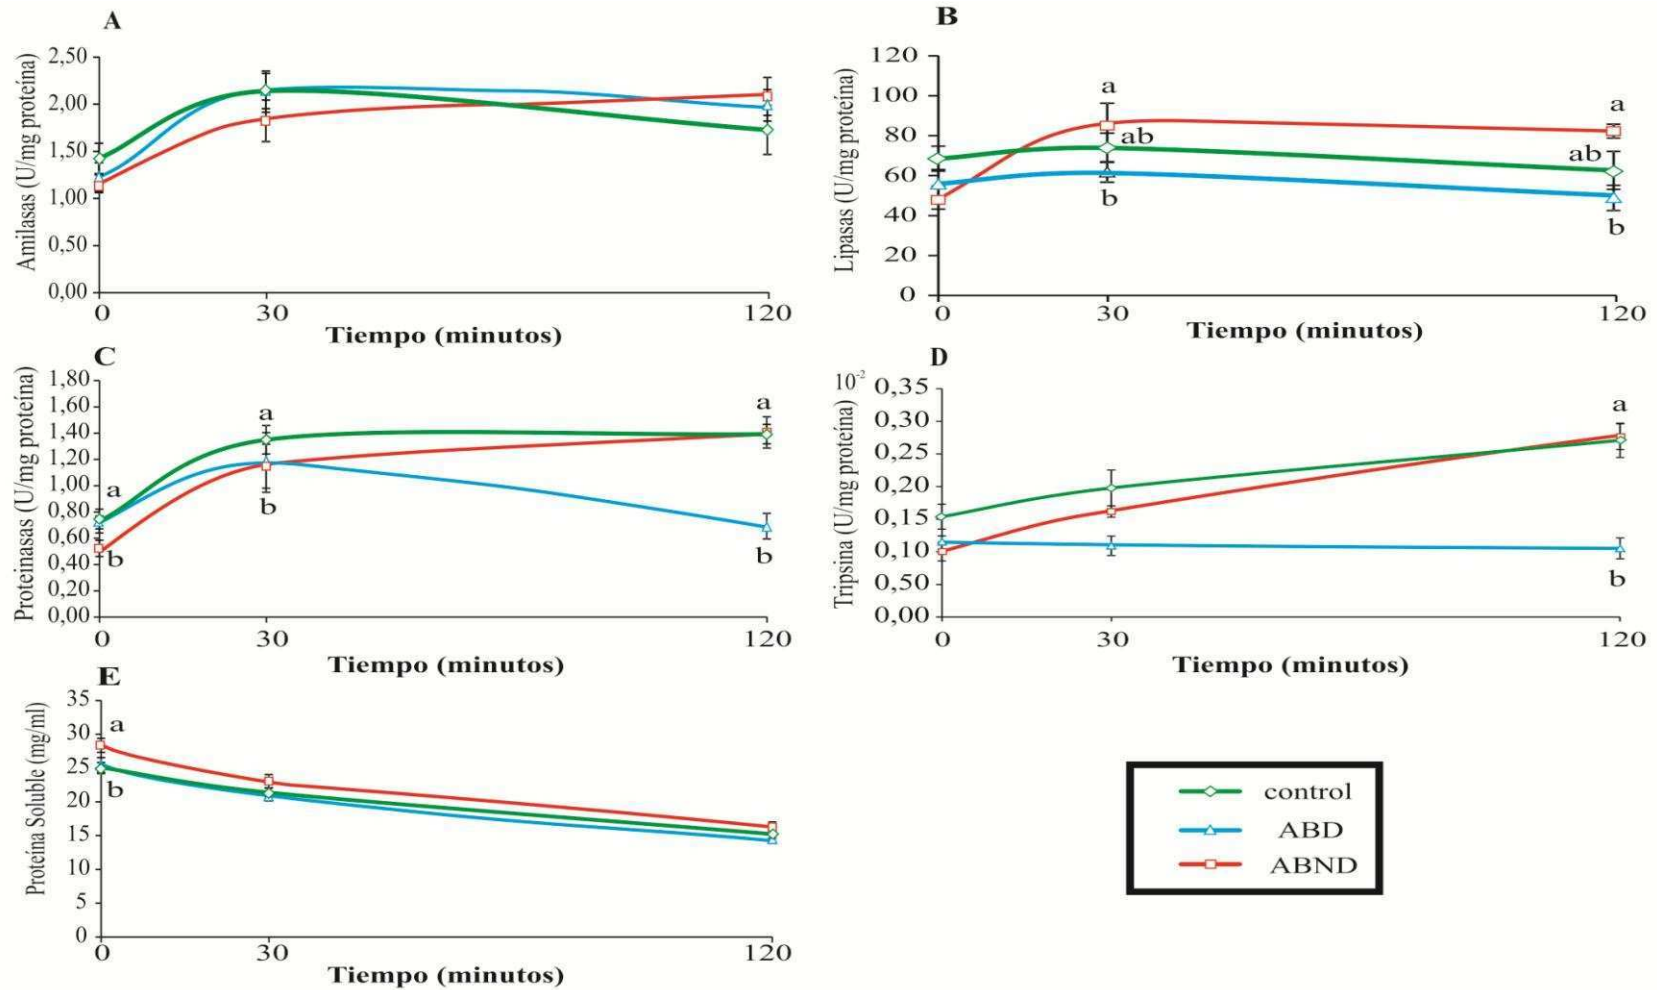 A
Amilasas (U/mg proteína)
2,50
2,00
1,50
1,00
0,50
0,00
0
30
120
Tiempo (minutos)
B
Lipasas (U/mg proteína)
120
100
80
60
40
20
0
a
ab
b
a
ab
b
0
30
120
Tiempo (minutos)
C
Proteinasas (U/mg proteína)
1,80
1,60
1,40
1,20
1,00
0,80
0,60
0,40
0,20
0,00
a
b
a
b
a
b
0
30
120
Tiempo (minutos)
D
Tripsina (U/mg proteína) 10-2
0,35
0,30
0,25
0,20
0,15
0,10
0,50
0,00
a
b
0
30
120
Tiempo (minutos)
E
Proteína Soluble (mg/ml)
35
30
25
20
15
10
5
0
a
b
0
30
120
Tiempo (minutos)
control
ABD
ABND